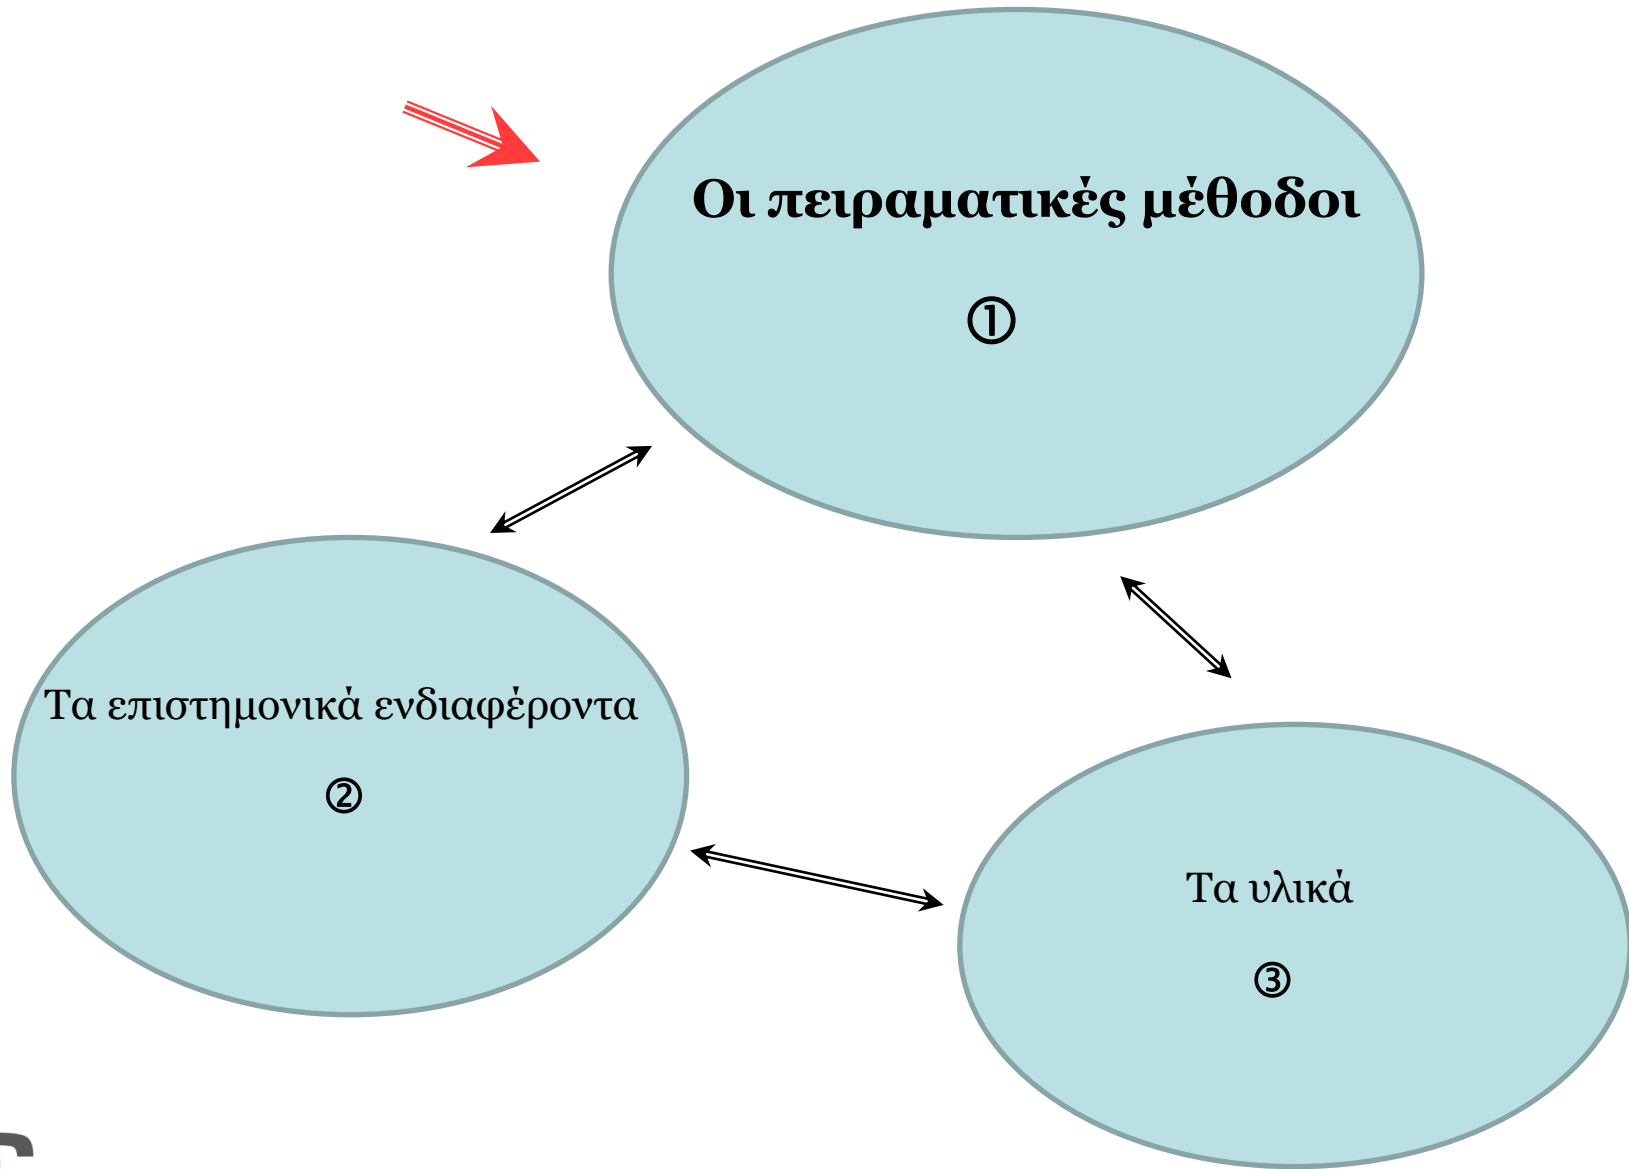 Οι πειραματικές μέθοδοι
①
Τα επιστημονικά ενδιαφέροντα
②
Τα υλικά
③